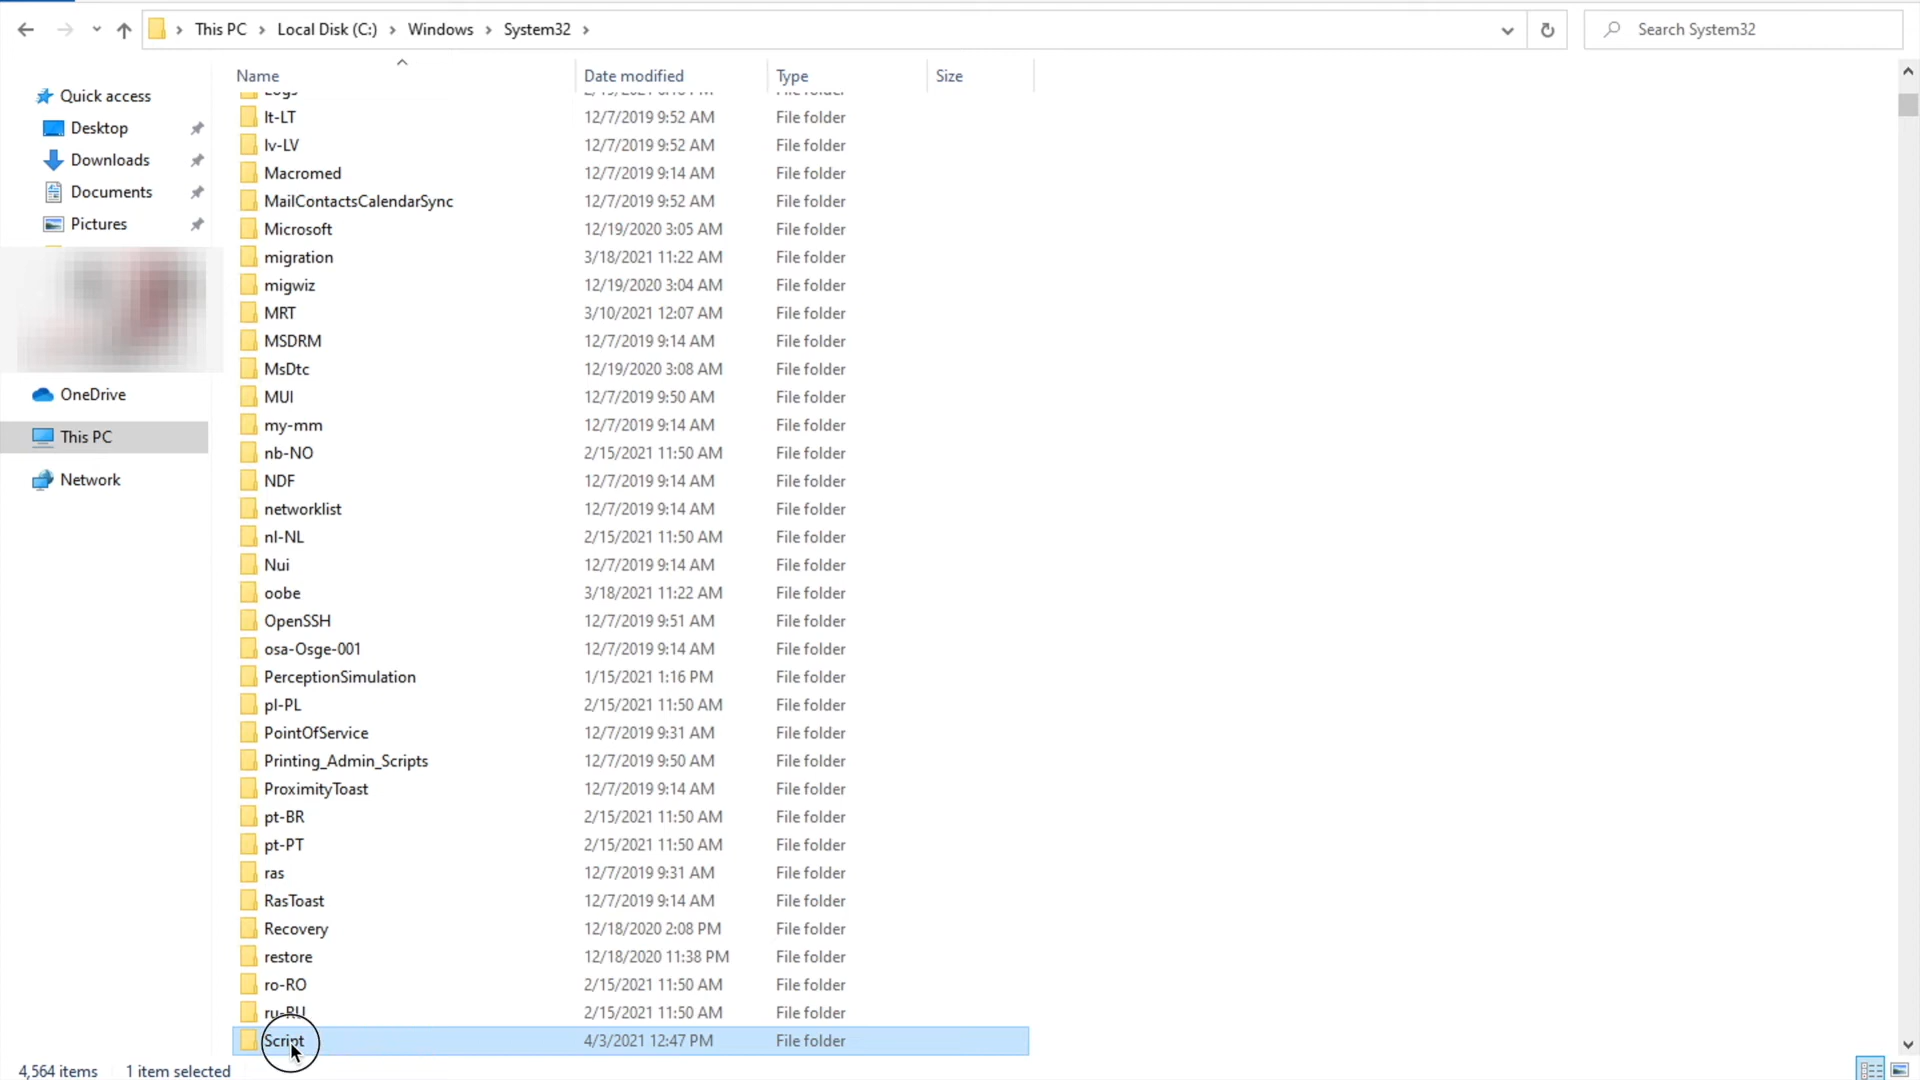 This PC > Local Disk (C:) > Windows > System32 >
Search System32
Name Date modified Type Size
Quick access
Desktop
Downloads
Documents
Pictures
OneDrive
This PC
Network
Logs File folder
lt-LT 12/7/2019 9:52 AM File folder
lv-LV 12/7/2019 9:52 AM File folder
Macromed 12/7/2019 9:14 AM File folder
MailContactsCalendarSync 12/7/2019 9:52 AM File folder
Microsoft 12/19/2020 3:05 AM File folder
migration 3/18/2021 11:22 AM File folder
migwiz 12/19/2020 3:04 AM File folder
MRT 3/10/2021 12:07 AM File folder
MSDRM 12/7/2019 9:14 AM File folder
MsDtc 12/19/2020 3:08 AM File folder
MUI 12/7/2019 9:50 AM File folder
my-mm 12/7/2019 9:14 AM File folder
nb-NO 2/15/2021 11:50 AM File folder
NDF 12/7/2019 9:14 AM File folder
networklist 12/7/2019 9:14 AM File folder
nl-NL 2/15/2021 11:50 AM File folder
Nui 12/7/2019 9:14 AM File folder
oobe 3/18/2021 11:22 AM File folder
OpenSSH 12/7/2019 9:51 AM File folder
osa-Osge-001 12/7/2019 9:14 AM File folder
PerceptionSimulation 1/15/2021 1:16 PM File folder
pl-PL 2/15/2021 11:50 AM File folder
PointOfService 12/7/2019 9:31 AM File folder
Printing_Admin_Scripts 12/7/2019 9:50 AM File folder
ProximityToast 12/7/2019 9:14 AM File folder
pt-BR 2/15/2021 11:50 AM File folder
pt-PT 2/15/2021 11:50 AM File folder
ras 12/7/2019 9:31 AM File folder
RasToast 12/7/2019 9:14 AM File folder
Recovery 12/18/2020 2:08 PM File folder
restore 12/18/2020 11:38 PM File folder
ro-RO 2/15/2021 11:50 AM File folder
ru-RU 2/15/2021 11:50 AM File folder
Script 4/3/2021 12:47 PM File folder
4,564 items 1 item selected